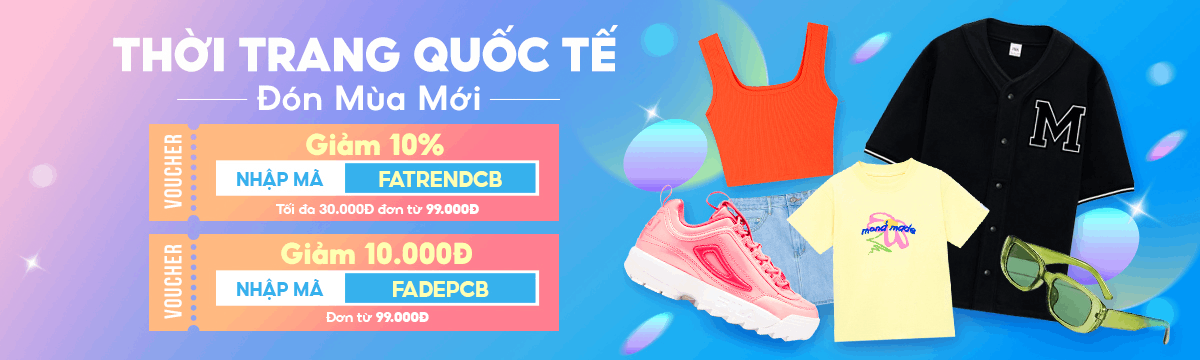 THỜI TRANG QUỐC TẾ
Đón Mùa Mới
VOUCHER
Giảm 10%
NHẬP MÃ FATRENDCB
Tối đa 30.000Đ đơn từ 99.000Đ
VOUCHER
Giảm 10.000Đ
NHẬP MÃ FADEPCB
Đơn từ 99.000Đ
M
mond made